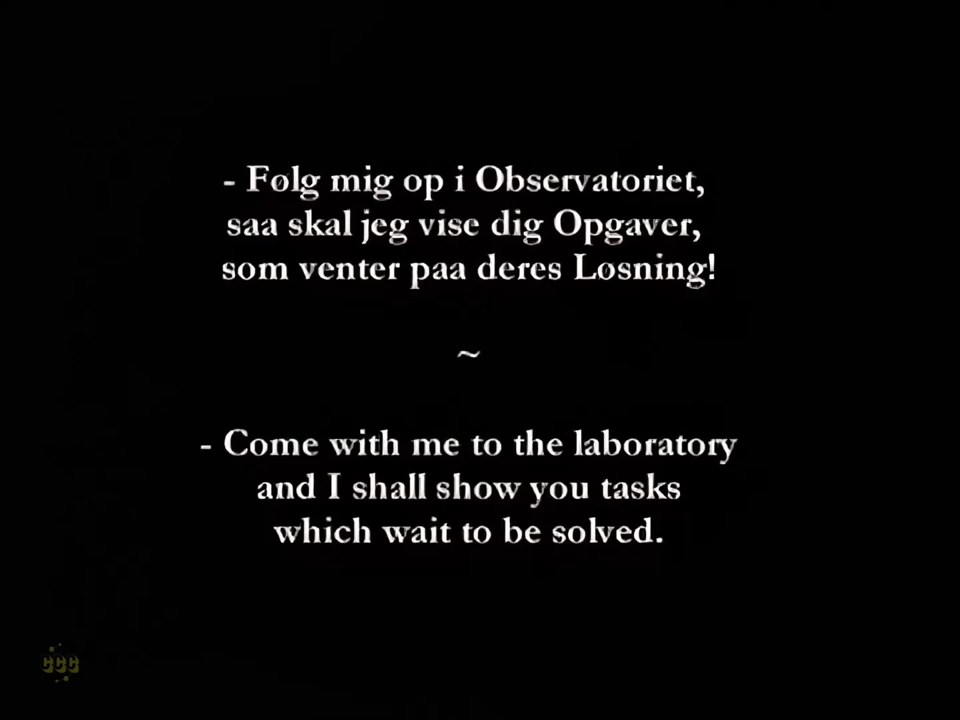 - Følg mig op i Observatoriet,
saa skal jeg vise dig Opgaver,
som venter paa deres Løsning!
~
- Come with me to the laboratory
and I shall show you tasks
which wait to be solved.
CCC